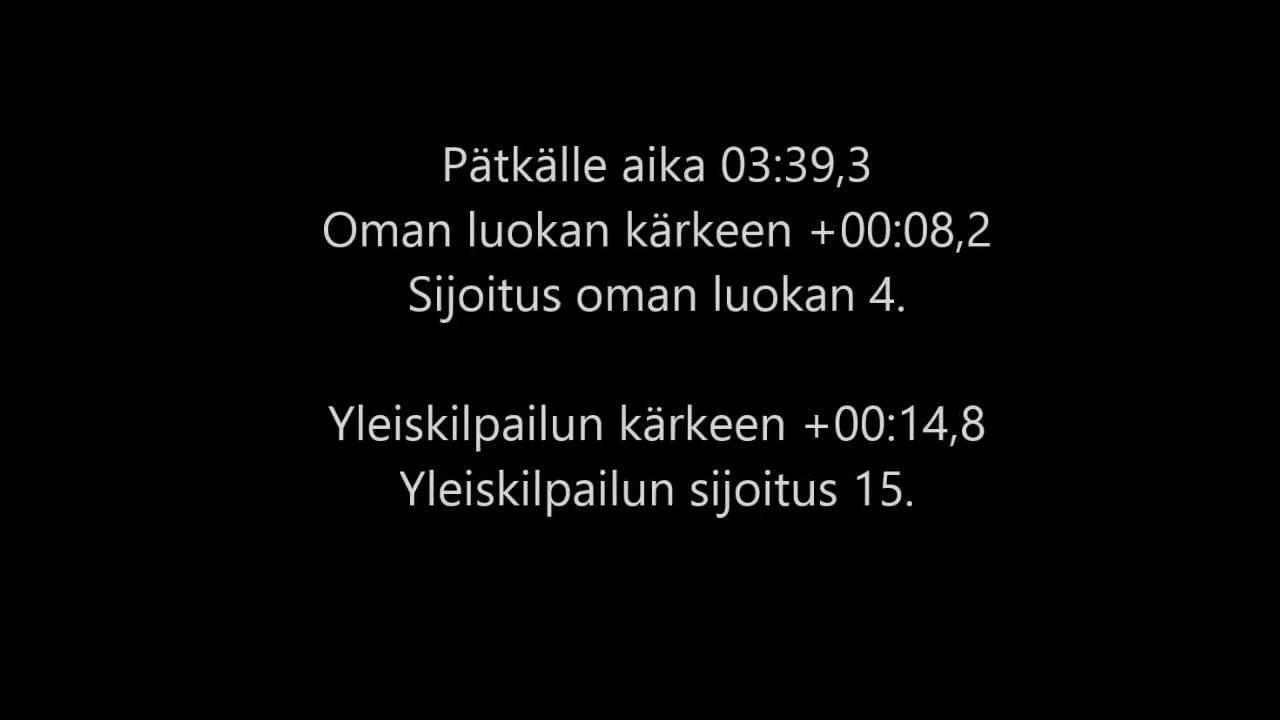 Pätkälle aika 03:39,3
Oman luokan kärkeen +00:08,2
Sijoitus oman luokan 4.
Yleiskilpailun kärkeen +00:14,8
Yleiskilpailun sijoitus 15.